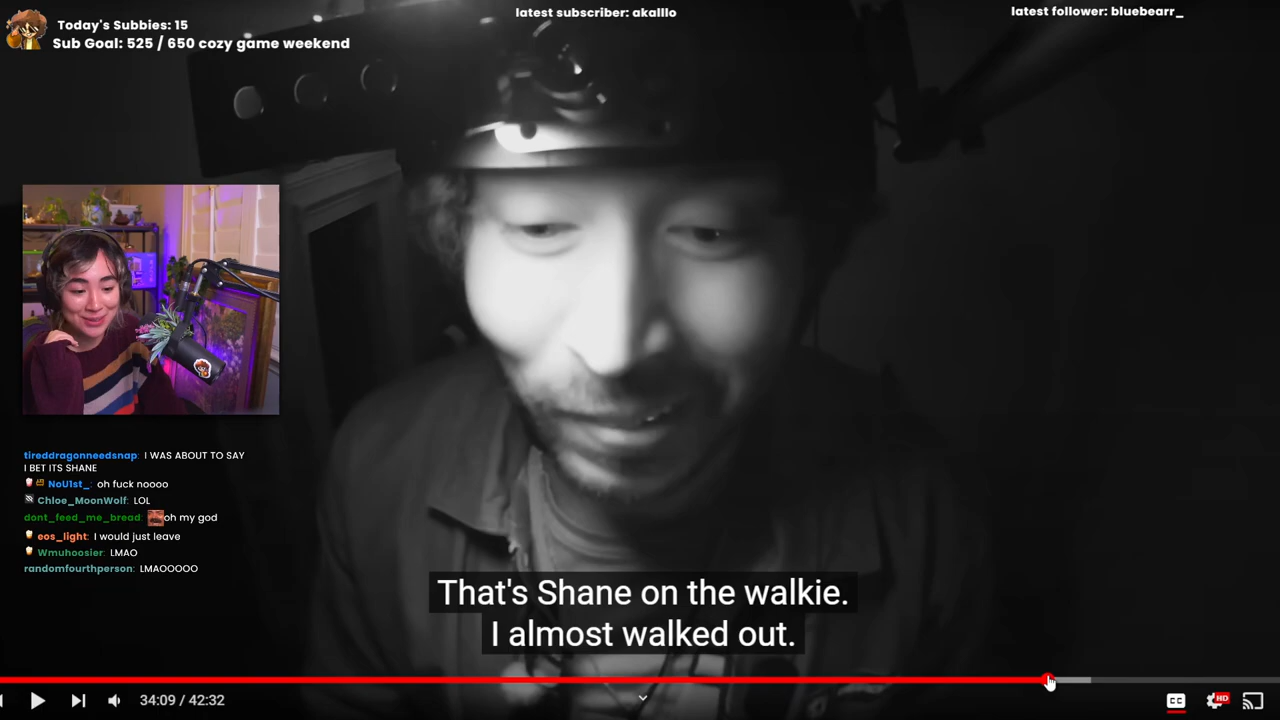 Today's Subbies: 15
Sub Goal: 525 / 650 cozy game weekend
latest subscriber: akalllo
latest follower: bluebearr_
tireddragonneedsnap: I WAS ABOUT TO SAY
I BET ITS SHANE
NoU1st_: oh fuck noooo
Chloe_MoonWolf: LOL
dont_feed_me_bread: oh my god
eos_light: I would just leave
Wmuhoosier: LMAO
randomfourthperson: LMAOOOOO
That's Shane on the walkie.
I almost walked out.
34:09 / 42:32
CC
HD